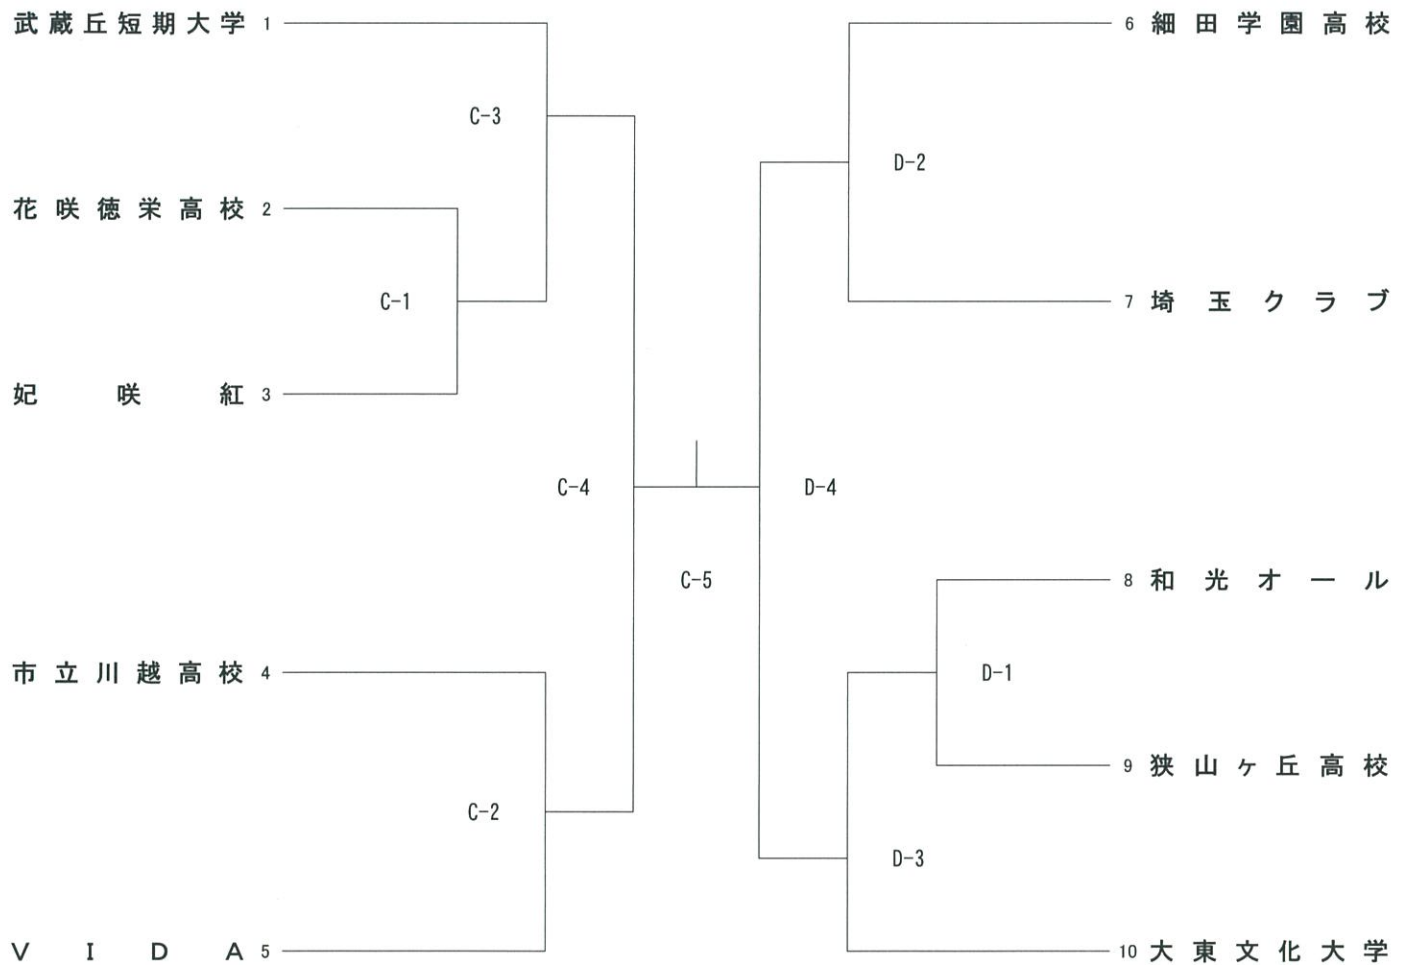 武蔵丘短期大学 1
C-3
花咲徳栄高校 2
C-1
妃咲紅 3
C-4
市立川越高校 4
C-2
VIDA 5
C-5
6 細田学園高校
D-2
7 埼玉クラブ
D-4
8 和光オール
D-1
9 狭山ヶ丘高校
D-3
10 大東文化大学